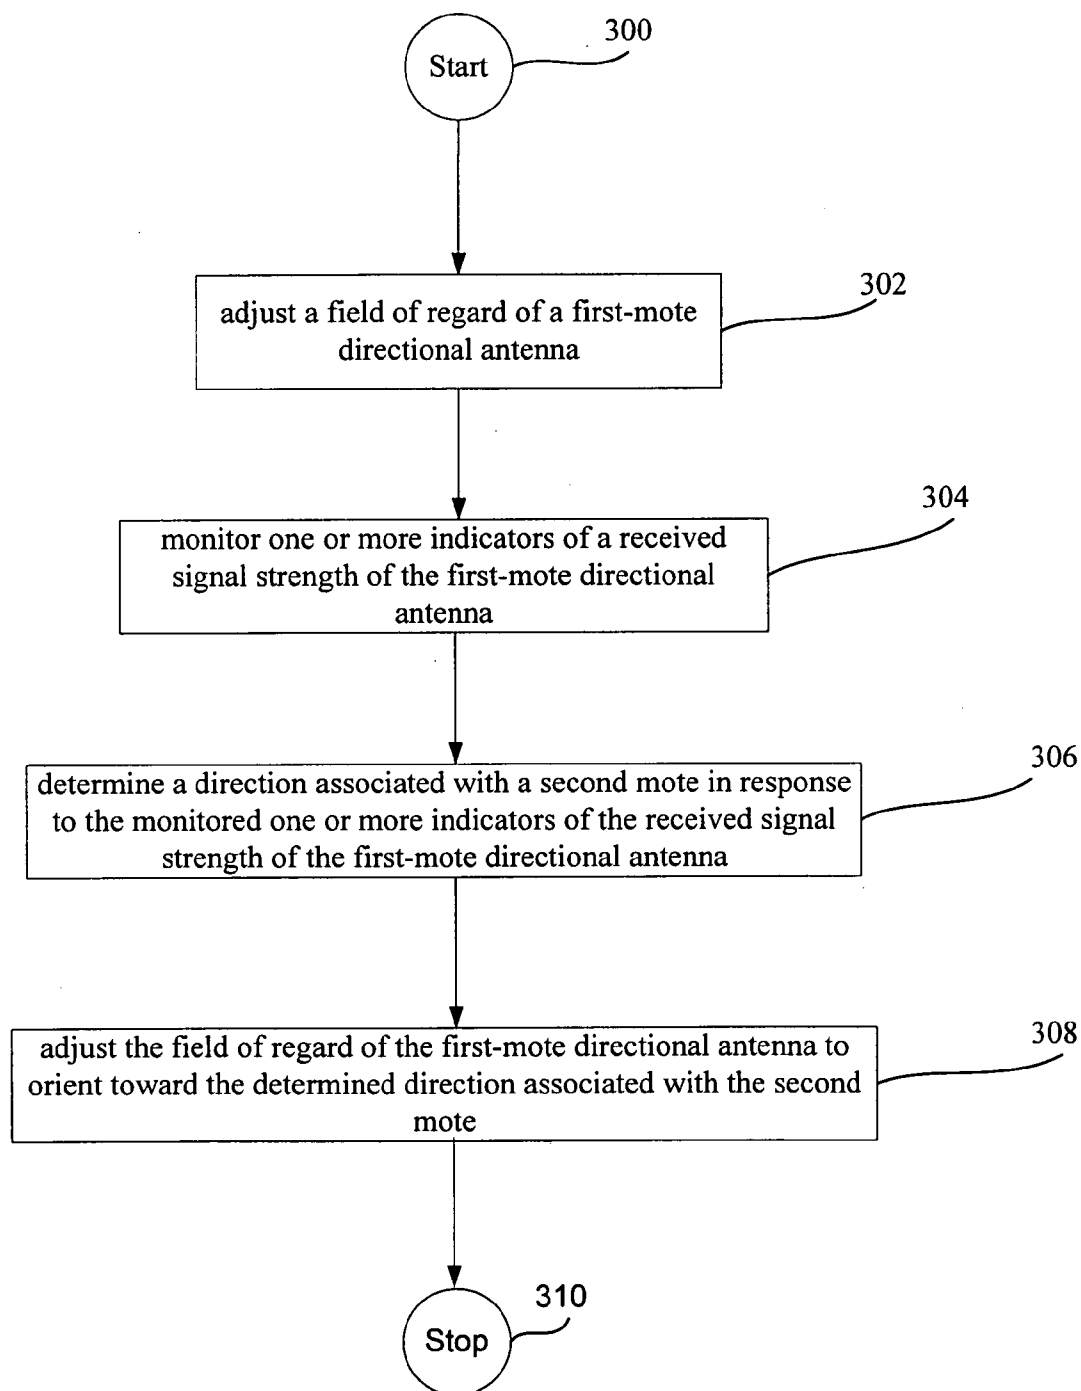 300
Start
302
adjust a field of regard of a first-mote
directional antenna
304
monitor one or more indicators of a received
signal strength of the first-mote directional
antenna
306
determine a direction associated with a second mote in response
to the monitored one or more indicators of the received signal
strength of the first-mote directional antenna
308
adjust the field of regard of the first-mote directional antenna to
orient toward the determined direction associated with the second
mote
310
Stop